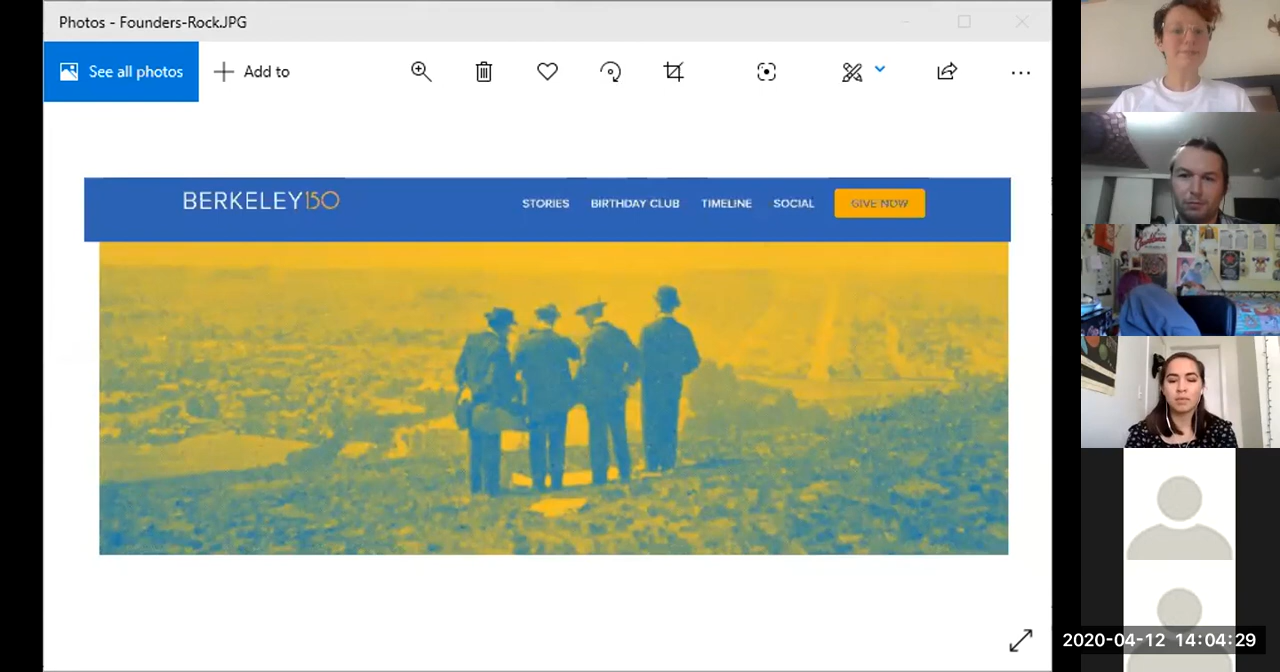 Photos - Founders-Rock.JPG
See all photos
Add to
BERKELEY150
STORIES BIRTHDAY CLUB TIMELINE SOCIAL GIVE NOW
Casablanca
2020-04-12 14:04:29